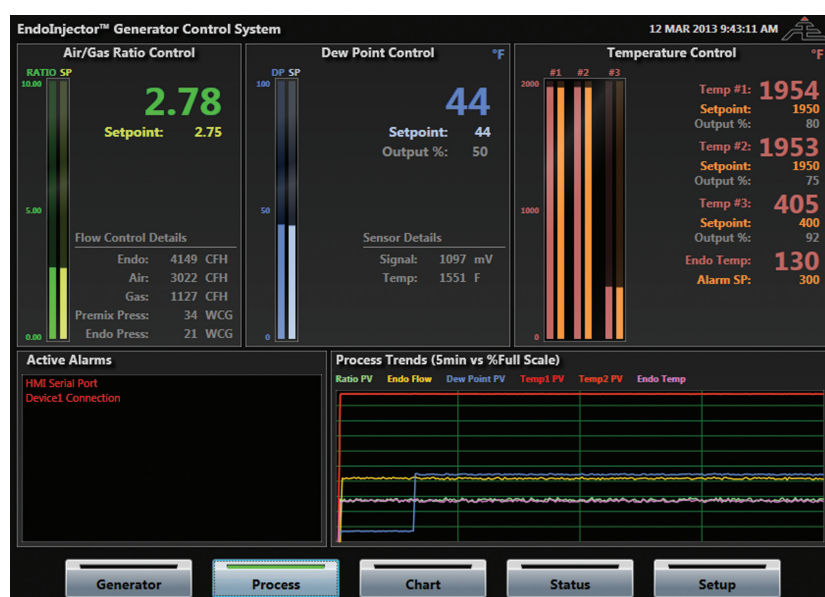 EndoInjector™ Generator Control System
12 MAR 2013 9:43:11 AM
Air/Gas Ratio Control
RATIO SP
10.00
2.78
Setpoint: 2.75
5.00
Flow Control Details
Endo: 4149 CFH
Air: 3022 CFH
Gas: 1127 CFH
Premix Press: 34 WCG
Endo Press: 21 WCG
0.00
Dew Point Control °F
DP SP
100
44
Setpoint: 44
Output %: 50
50
Sensor Details
Signal: 1097 mV
Temp: 1551 F
0
Temperature Control °F
#1 #2 #3
2000
Temp #1: 1954
Setpoint: 1950
Output %: 80
Temp #2: 1953
Setpoint: 1950
Output %: 75
1000
Temp #3: 405
Setpoint: 400
Output %: 92
Endo Temp: 130
Alarm SP: 300
0
Active Alarms
HMI Serial Port
Device1 Connection
Process Trends (5min vs %Full Scale)
Ratio PV Endo Flow Dew Point PV Temp1 PV Temp2 PV Endo Temp
Generator Process Chart Status Setup